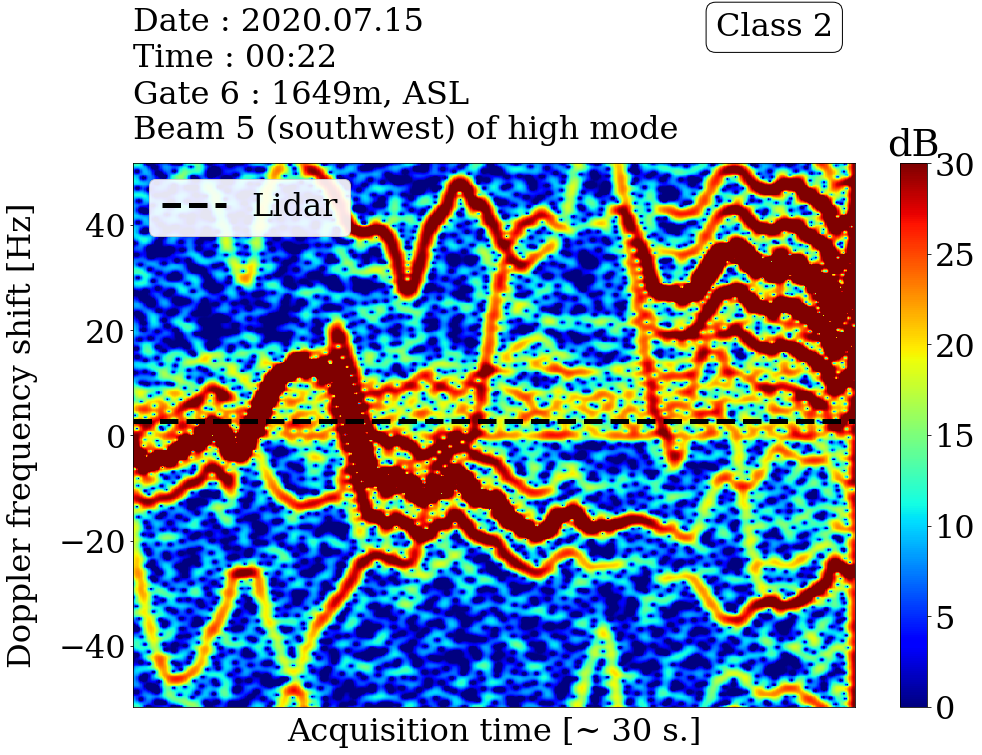 Date : 2020.07.15
Time : 00:22
Gate 6 : 1649m, ASL
Beam 5 (southwest) of high mode
Class 2
dB
Lidar
Doppler frequency shift [Hz]
40
20
0
−20
−40
Acquisition time [~ 30 s.]
30
25
20
15
10
5
0